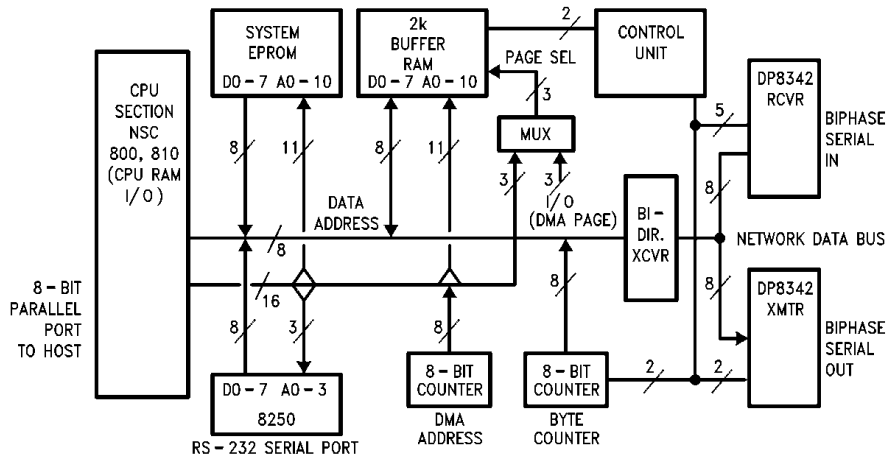 SYSTEM
EPROM
D0-7 A0-10
2k
BUFFER
RAM
D0-7 A0-10
2
PAGE SEL
3
MUX
CONTROL
UNIT
DP8342
RCVR
5
BIPHASE
SERIAL
IN
CPU
SECTION
NSC
800, 810
(CPU RAM
I/O)
8
11
8
11
3
3
I/O
(DMA PAGE)
8
DATA
ADDRESS
8
16
BI-
DIR.
XCVR
NETWORK DATA BUS
8-BIT
PARALLEL
PORT
TO HOST
8
3
8
8
8
DP8342
XMTR
BIPHASE
SERIAL
OUT
D0-7 A0-3
8250
RS-232 SERIAL PORT
8-BIT
COUNTER
DMA
ADDRESS
8-BIT
COUNTER
BYTE
COUNTER
2
2